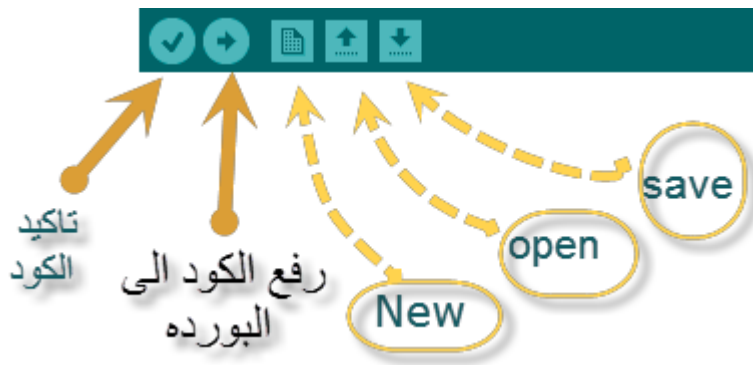 تاكيد
الكود
رفع الكود الى
البورده
New
open
save